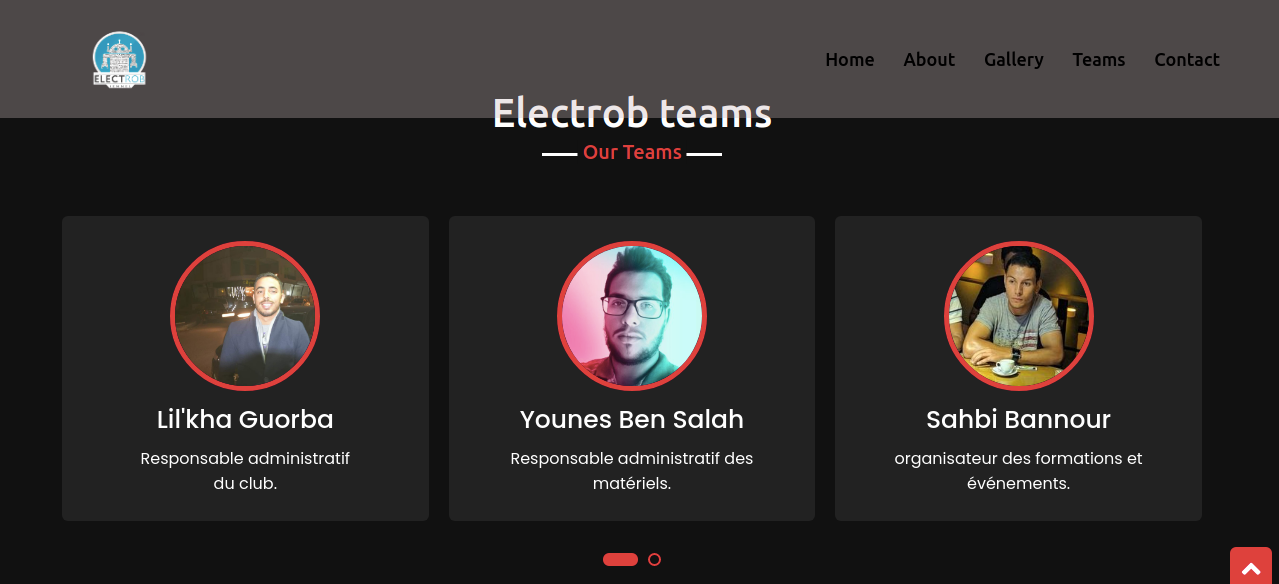 ELECTROB
Home About Gallery Teams Contact
Electrob teams
Our Teams
Lil'kha Guorba
Responsable administratif
du club.
Younes Ben Salah
Responsable administratif des
matériels.
Sahbi Bannour
organisateur des formations et
événements.